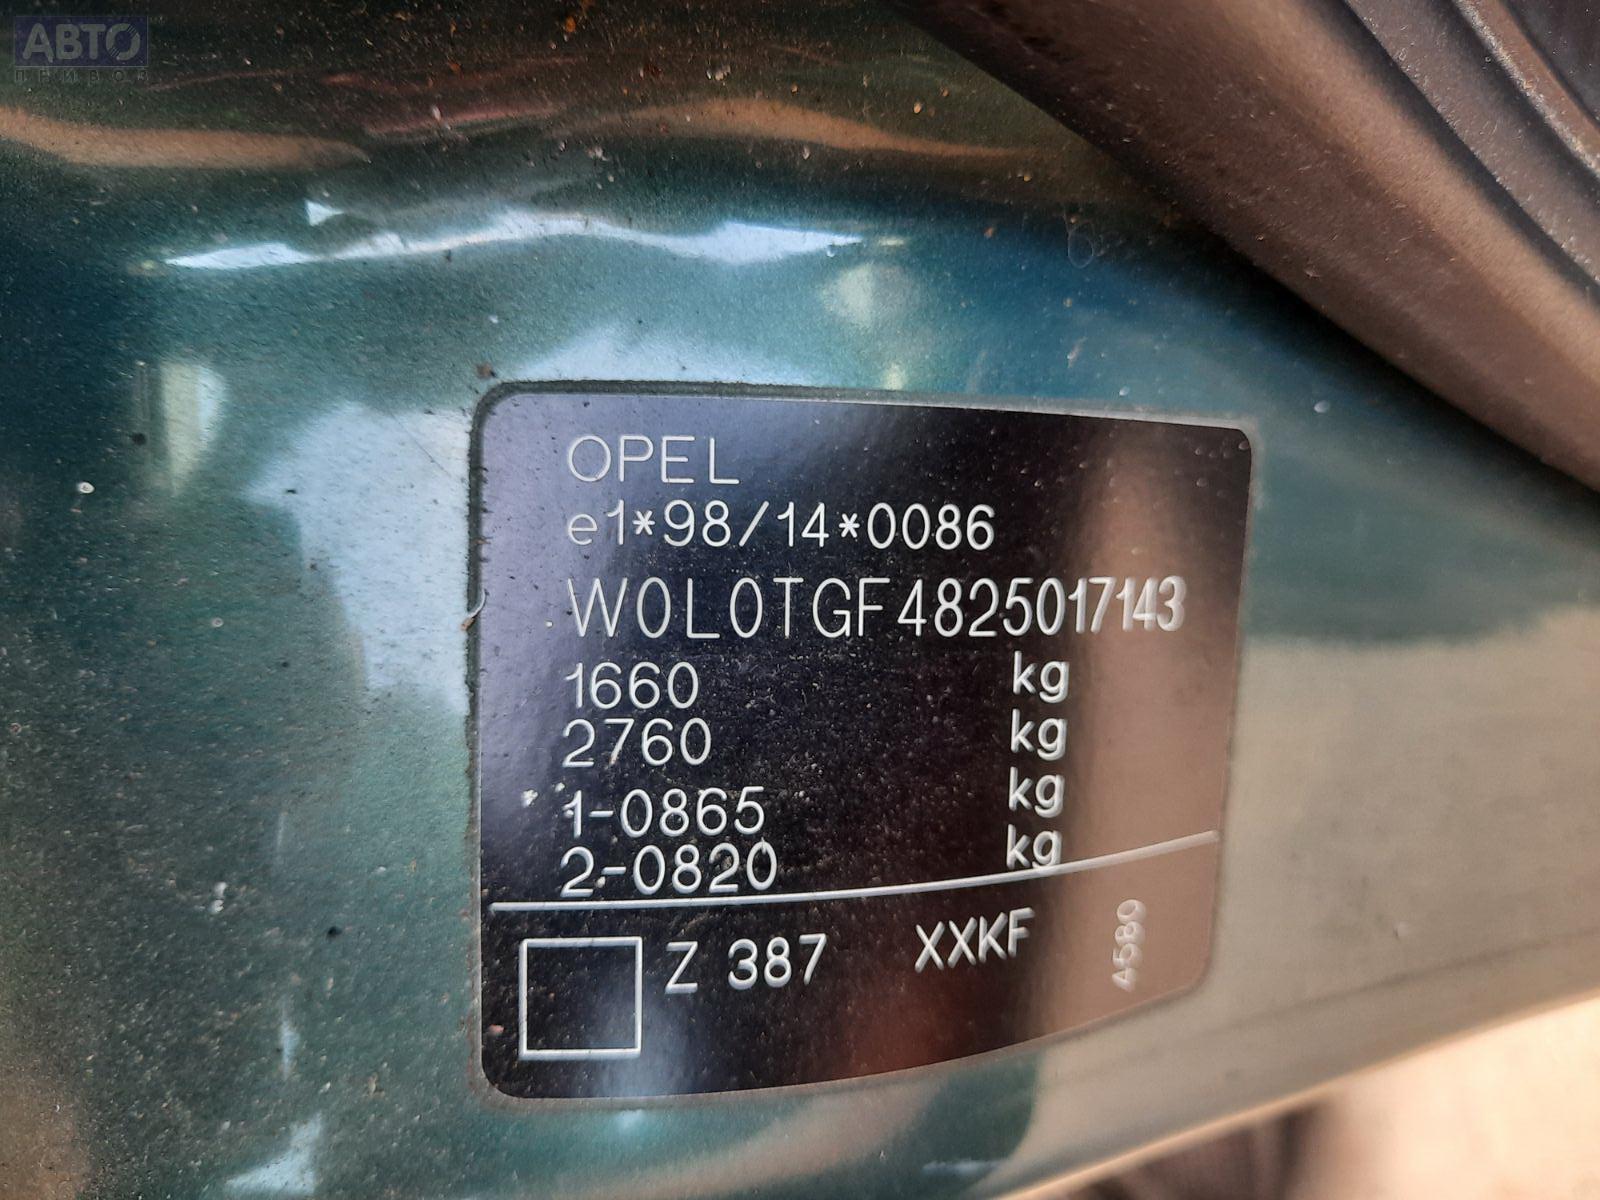 АВТО
ПРИВОЗ
OPEL
e1*98/14*0086
W0L0TGF4825017143
1660 kg
2760 kg
1-0865 kg
2-0820 kg
Z 387 XXKF 4580